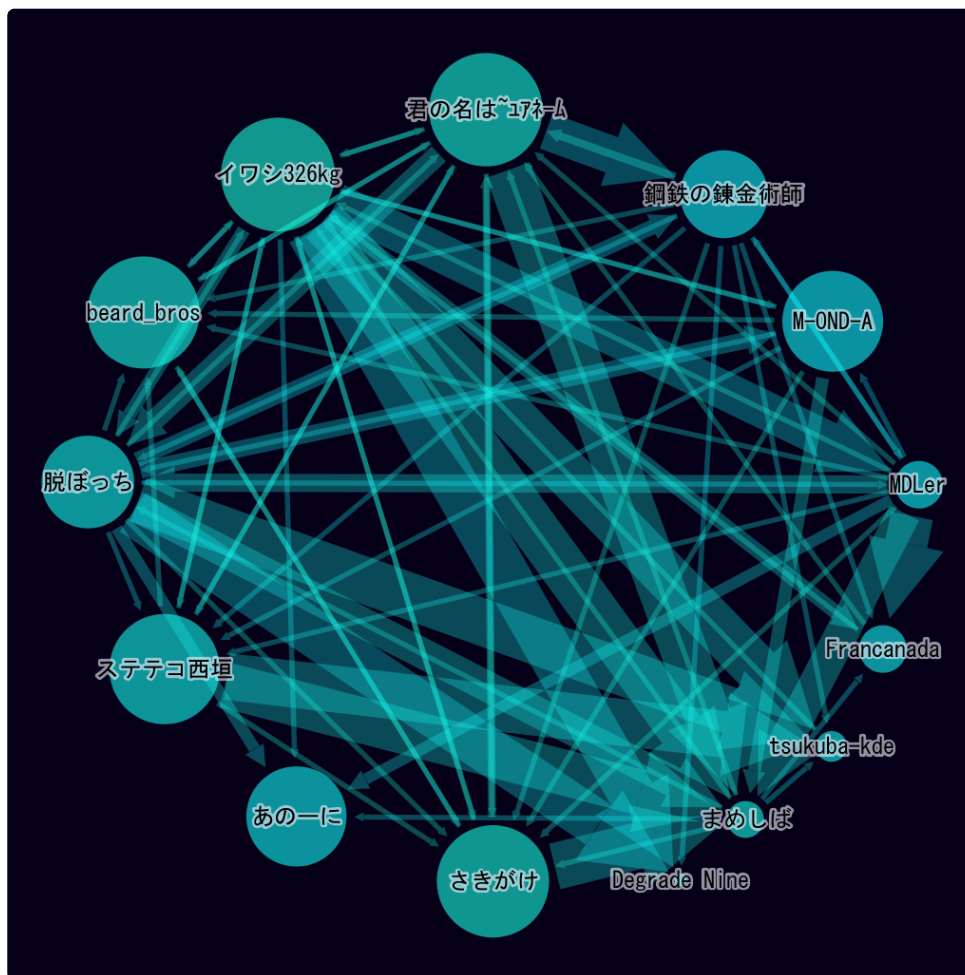 君の名は~ユアネーム
イワシ326kg
鋼鉄の錬金術師
beard_bros
M-OND-A
脱ぼっち
MDLer
Francanada
ステテコ西垣
tsukuba-kde
あのーに
まめしば
さきがけ
Degrade Nine